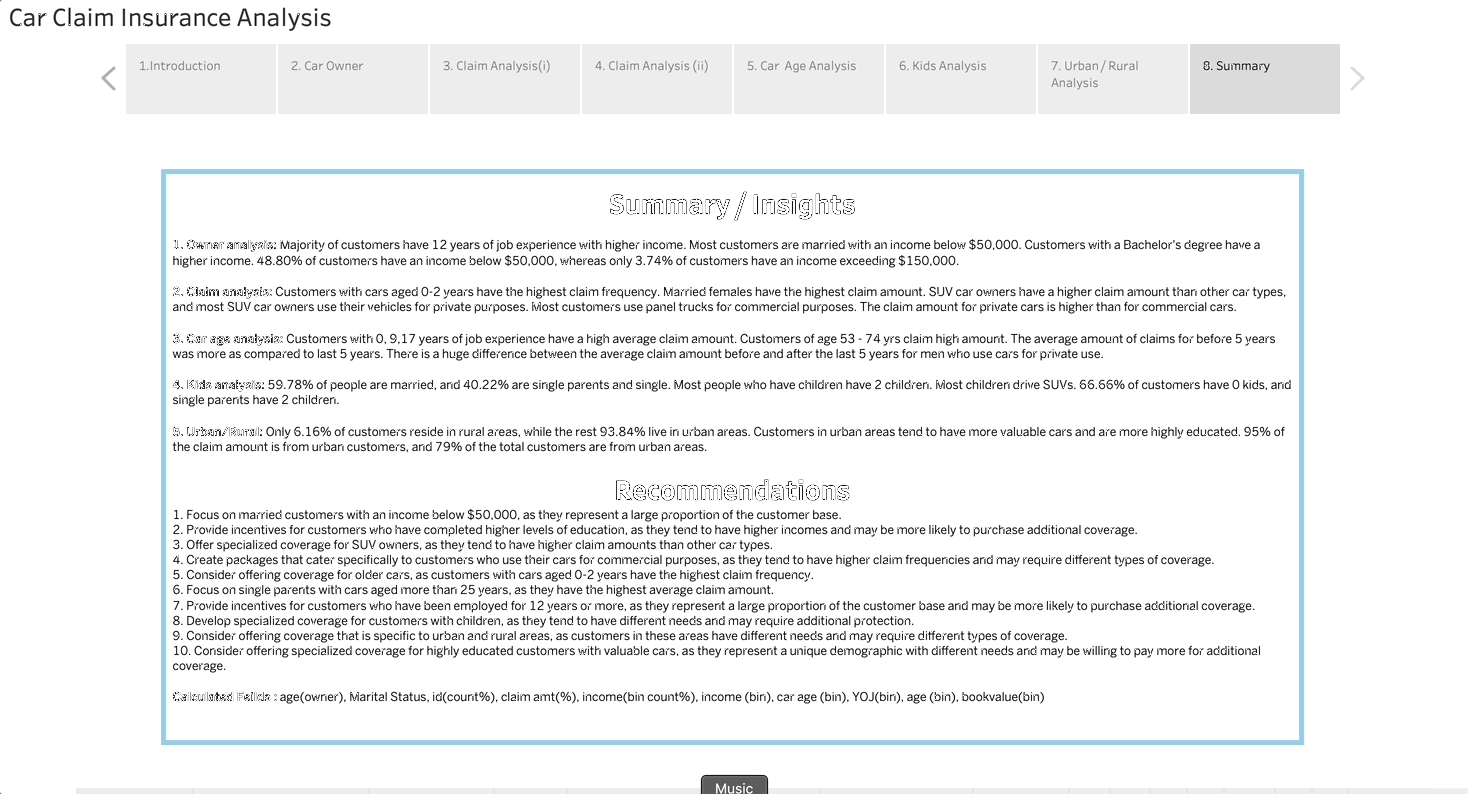 Car Claim Insurance Analysis
1.Introduction
2. Car Owner
3. Claim Analysis(i)
4. Claim Analysis (ii)
5. Car Age Analysis
6. Kids Analysis
7. Urban / Rural
Analysis
8. Summary
Summary / Insights
1. Owner analysis: Majority of customers have 12 years of job experience with higher income. Most customers are married with an income below $50,000. Customers with a Bachelor's degree have a
higher income. 48.80% of customers have an income below $50,000, whereas only 3.74% of customers have an income exceeding $150,000.
2. Claim analysis: Customers with cars aged 0-2 years have the highest claim frequency. Married females have the highest claim amount. SUV car owners have a higher claim amount than other car types,
and most SUV car owners use their vehicles for private purposes. Most customers use panel trucks for commercial purposes. The claim amount for private cars is higher than for commercial cars.
3. Car age analysis: Customers with 0, 9,17 years of job experience have a high average claim amount. Customers of age 53 - 74 yrs claim high amount. The average amount of claims for before 5 years
was more as compared to last 5 years. There is a huge difference between the average claim amount before and after the last 5 years for men who use cars for private use.
4. Kids analysis: 59.78% of people are married, and 40.22% are single parents and single. Most people who have children have 2 children. Most children drive SUVs. 66.66% of customers have 0 kids, and
single parents have 2 children.
5. Urban/Rural: Only 6.16% of customers reside in rural areas, while the rest 93.84% live in urban areas. Customers in urban areas tend to have more valuable cars and are more highly educated. 95% of
the claim amount is from urban customers, and 79% of the total customers are from urban areas.
Recommendations
1. Focus on married customers with an income below $50,000, as they represent a large proportion of the customer base.
2. Provide incentives for customers who have completed higher levels of education, as they tend to have higher incomes and may be more likely to purchase additional coverage.
3. Offer specialized coverage for SUV owners, as they tend to have higher claim amounts than other car types.
4. Create packages that cater specifically to customers who use their cars for commercial purposes, as they tend to have higher claim frequencies and may require different types of coverage.
5. Consider offering coverage for older cars, as customers with cars aged 0-2 years have the highest claim frequency.
6. Focus on single parents with cars aged more than 25 years, as they have the highest average claim amount.
7. Provide incentives for customers who have been employed for 12 years or more, as they represent a large proportion of the customer base and may be more likely to purchase additional coverage.
8. Develop specialized coverage for customers with children, as they tend to have different needs and may require additional protection.
9. Consider offering coverage that is specific to urban and rural areas, as customers in these areas have different needs and may require different types of coverage.
10. Consider offering specialized coverage for highly educated customers with valuable cars, as they represent a unique demographic with different needs and may be willing to pay more for additional
coverage.
Calculated Feilds : age(owner), Marital Status, id(count%), claim amt(%), income(bin count%), income (bin), car age (bin), YOJ(bin), age (bin), bookvalue(bin)
Music